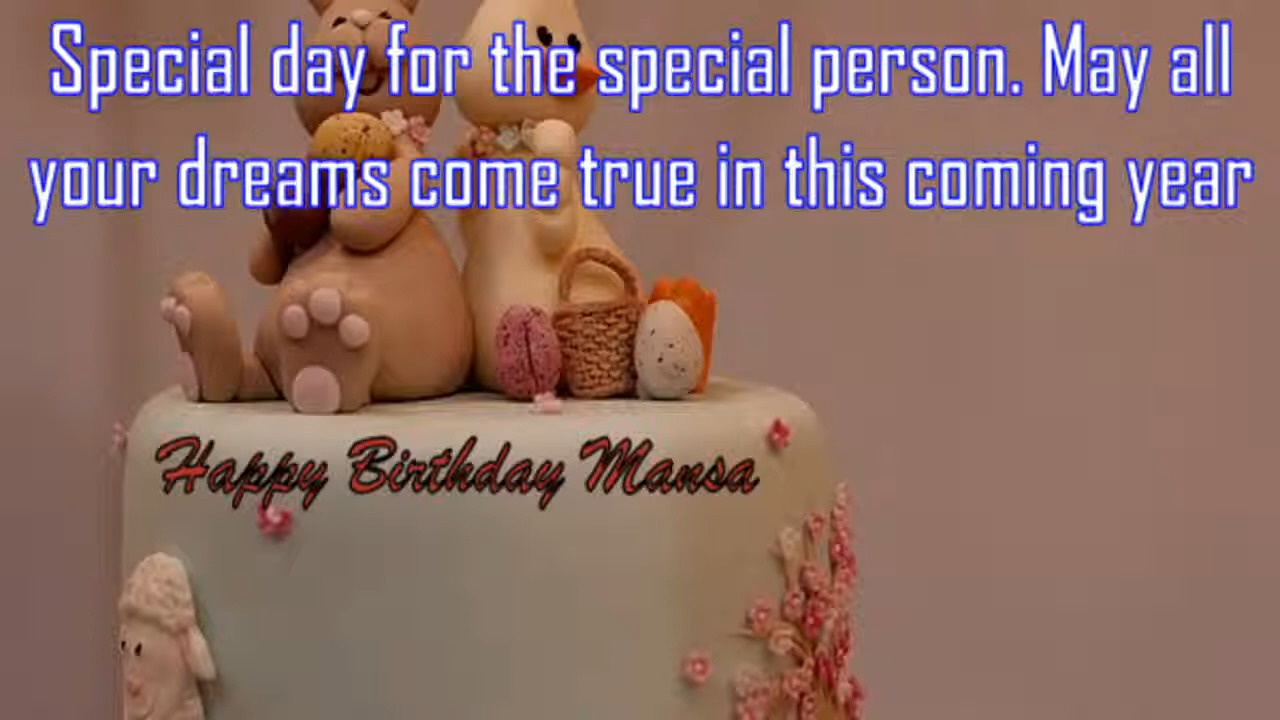 Special day for the special person. May all
your dreams come true in this coming year
Happy Birthday Mansa